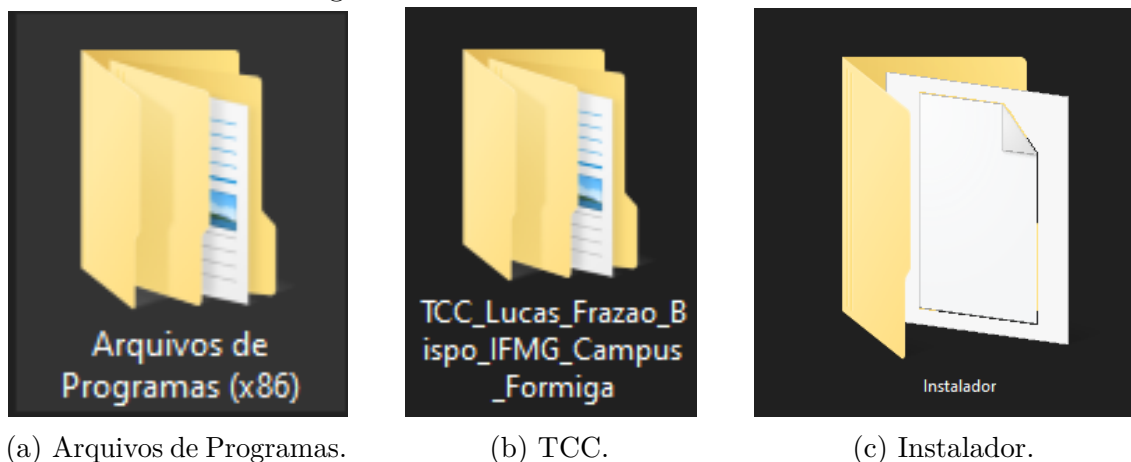 Arquivos de
Programas (x86)
TCC_Lucas_Frazao_B
ispo_IFMG_Campus
_Formiga
Instalador
(a) Arquivos de Programas.
(b) TCC.
(c) Instalador.